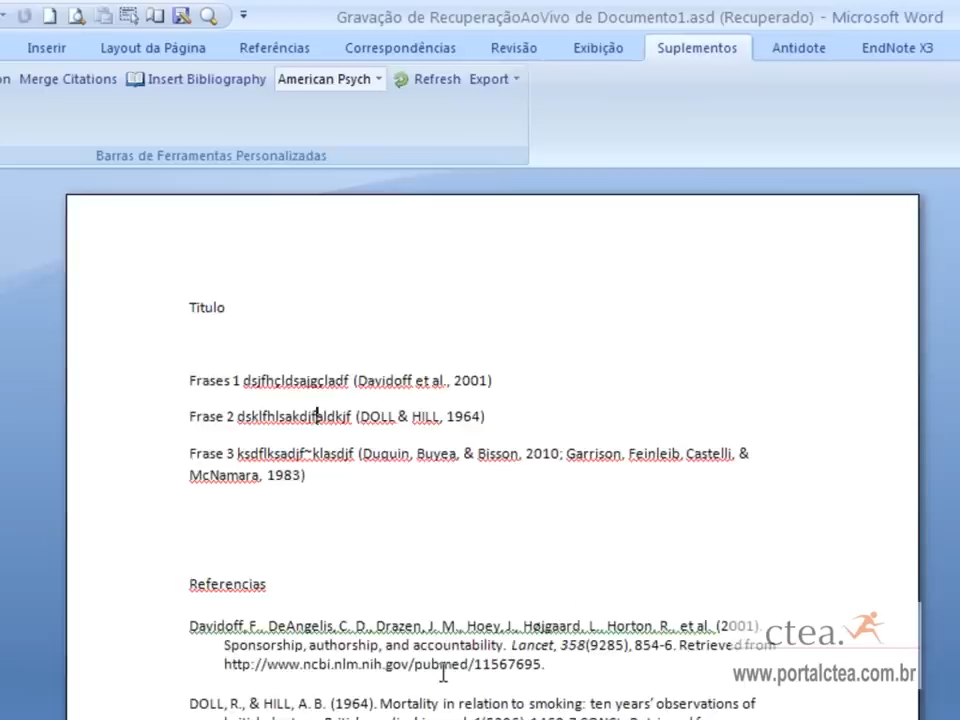 Gravação de RecuperaçãoAoVivo de Documento1.asd (Recuperado) - Microsoft Word
Inserir Layout da Página Referências Correspondências Revisão Exibição Suplementos Antidote EndNote X3
on Merge Citations Insert Bibliography American Psych Refresh Export
Barras de Ferramentas Personalizadas
Titulo
Frases 1 dsjfhçldsajgçladf (Davidoff et al., 2001)
Frase 2 dsklfhlsakdjfaldkjf (DOLL & HILL, 1964)
Frase 3 ksdflksadjf~klasdjf (Duquin, Buyea, & Bisson, 2010; Garrison, Feinleib, Castelli, &
McNamara, 1983)
Referencias
Davidoff, F., DeAngelis, C. D., Drazen, J. M., Hoey, J., Højgaard, L., Horton, R., et al. (2001).
Sponsorship, authorship, and accountability. Lancet, 358(9285), 854-6. Retrieved from
http://www.ncbi.nlm.nih.gov/pubmed/11567695.
DOLL, R., & HILL, A. B. (1964). Mortality in relation to smoking: ten years' observations of
ctea.
www.portalctea.com.br